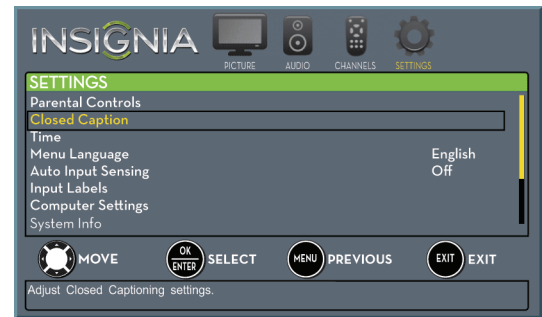 INSIGNIA
PICTURE AUDIO CHANNELS SETTINGS
SETTINGS
Parental Controls
Closed Caption
Time
Menu Language English
Auto Input Sensing Off
Input Labels
Computer Settings
System Info
MOVE OK ENTER SELECT MENU PREVIOUS EXIT EXIT
Adjust Closed Captioning settings.